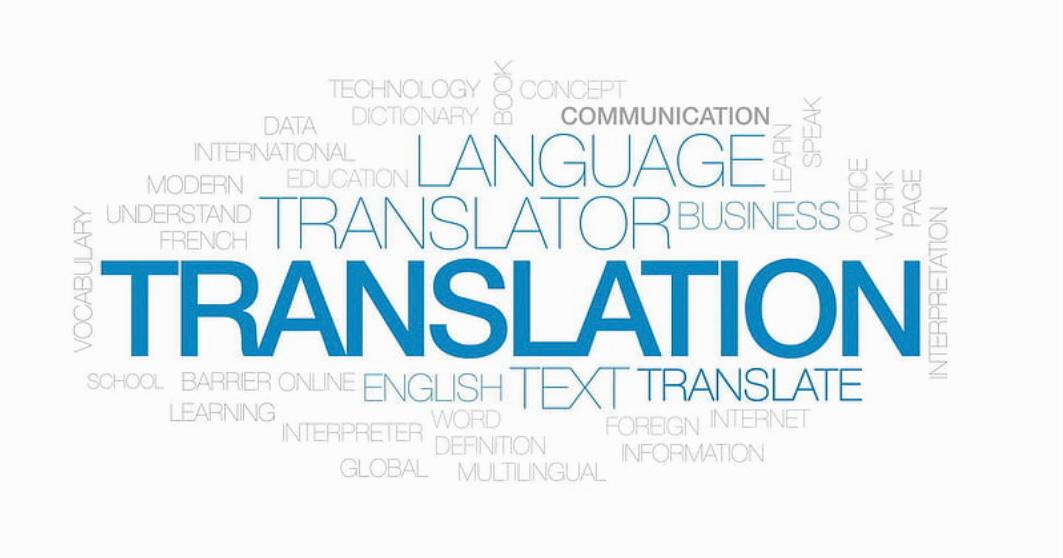 TECHNOLOGY BOOK CONCEPT
DICTIONARY COMMUNICATION
DATA
INTERNATIONAL LANGUAGE LEARN SPEAK
MODERN EDUCATION
UNDERSTAND TRANSLATOR BUSINESS OFFICE WORK PAGE
FRENCH
VOCABULARY TRANSLATION INTERPRETATION
SCHOOL BARRIER ONLINE ENGLISH TEXT TRANSLATE
LEARNING
INTERPRETER WORD FOREIGN INTERNET
DEFINITION INFORMATION
GLOBAL MULTILINGUAL